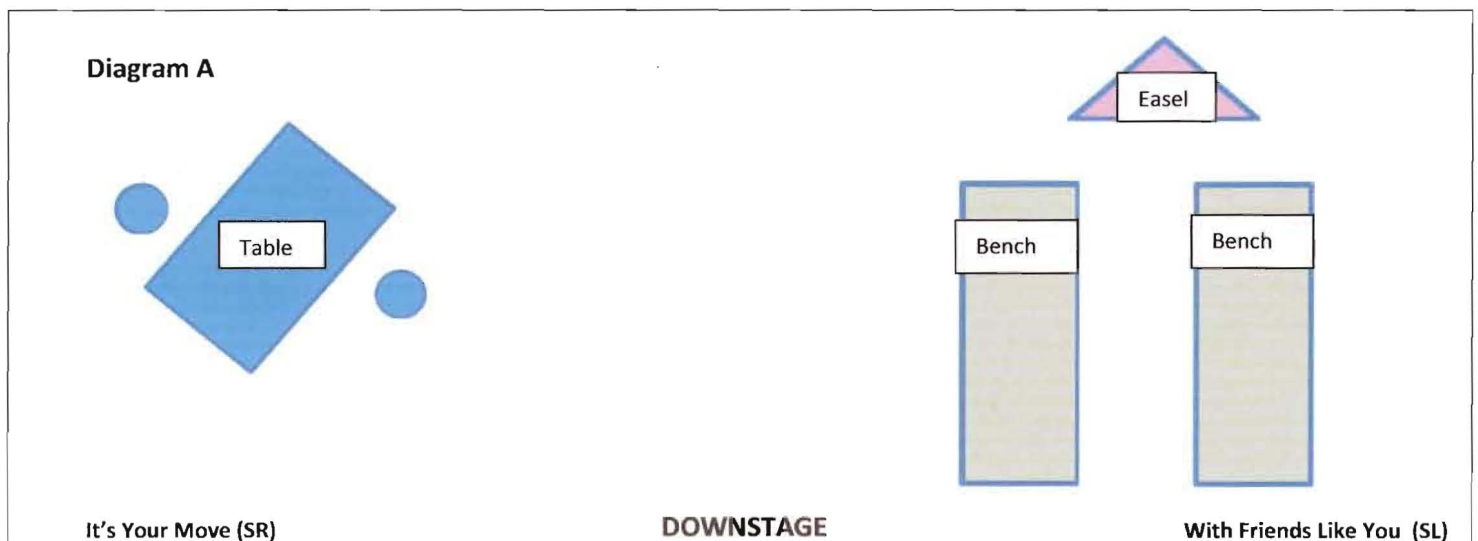 Diagram A
Easel
Table
Bench
Bench
It's Your Move (SR)
DOWNSTAGE
With Friends Like You (SL)